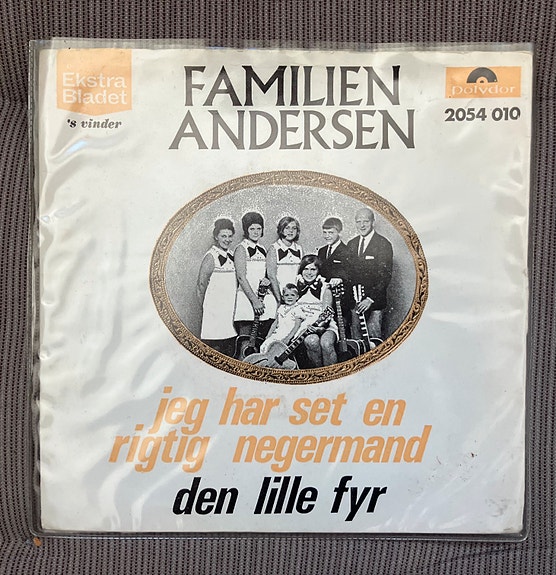 Ekstra
Bladet
's vinder
FAMILIEN
ANDERSEN
polydor
2054 010
jeg har set en
rigtig negermand
den lille fyr